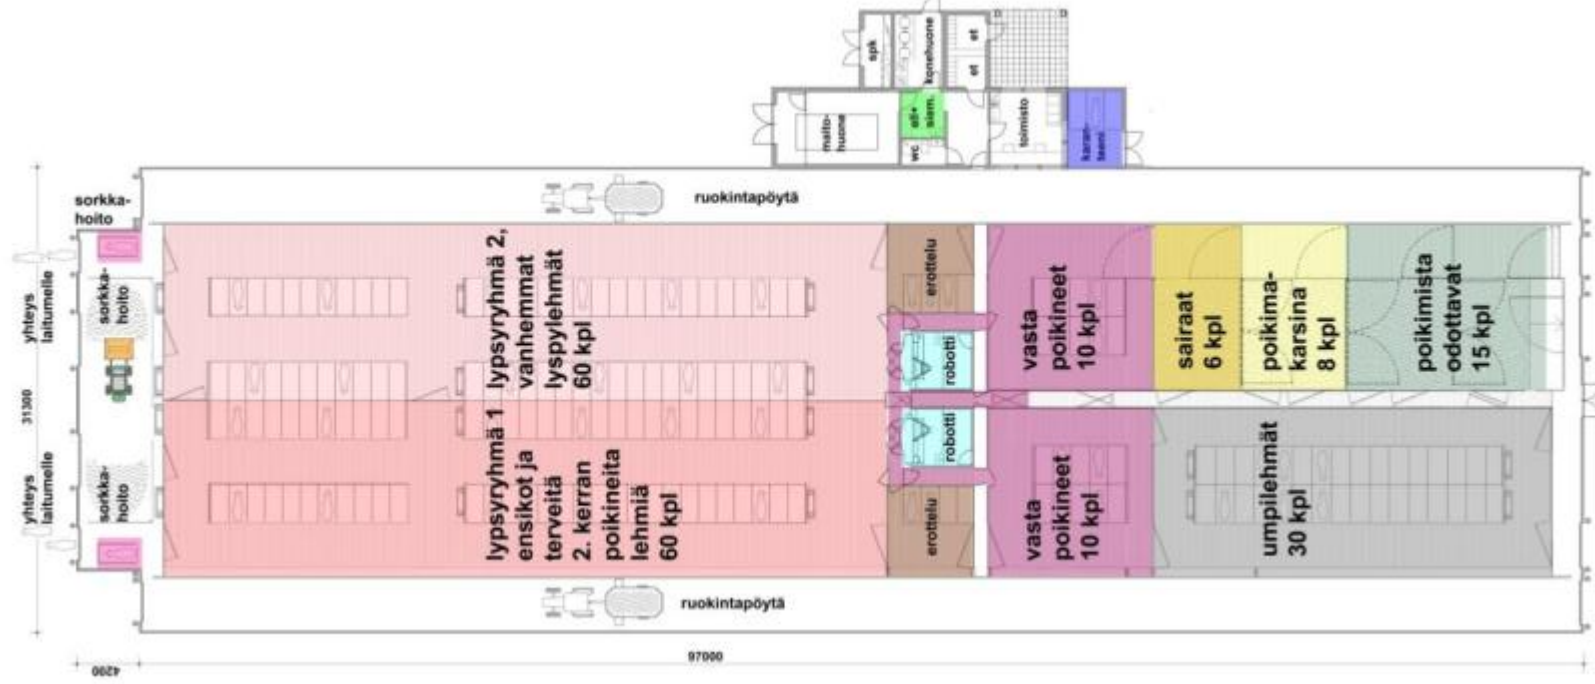 spk
konehuone
et
et
maito-
huone
eli+
siem.
wc
toimisto
karan-
teeni
sorkka-
hoito
ruokintapöytä
yhteys
laitumelle
sorkka-
hoito
lypsyryhmä 2,
vanhemmat
lyspylehmät
60 kpl
erottelu
robotti
vasta
poikineet
10 kpl
sairaat
6 kpl
poikima-
karsina
8 kpl
poikimista
odottavat
15 kpl
31300
yhteys
laitumelle
sorkka-
hoito
lypsyryhmä 1
ensikot ja
terveitä
2. kerran
poikineita
lehmiä
60 kpl
robotti
erottelu
vasta
poikineet
10 kpl
umpilehmät
30 kpl
ruokintapöytä
4200
97000